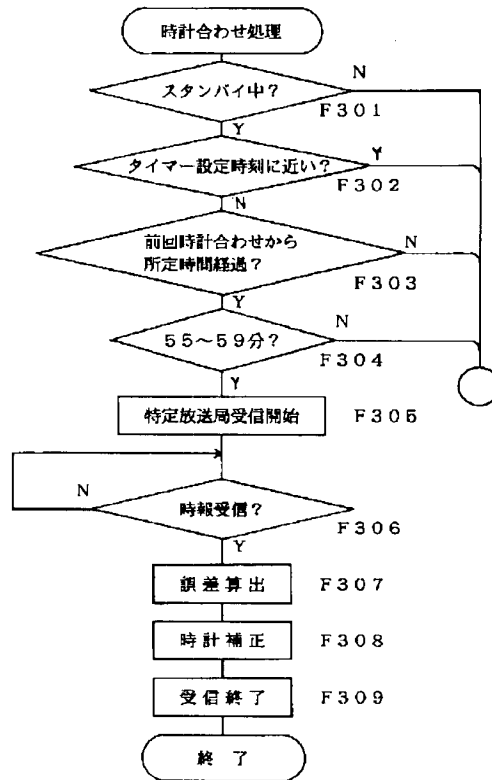 時計合わせ処理
スタンバイ中？
N
F301
Y
タイマー設定時刻に近い？
Y
F302
N
前回時計合わせから
所定時間経過？
N
F303
Y
55～59分？
N
F304
Y
特定放送局受信開始
F305
N
時報受信？
F306
Y
誤差算出
F307
時計補正
F308
受信終了
F309
終了